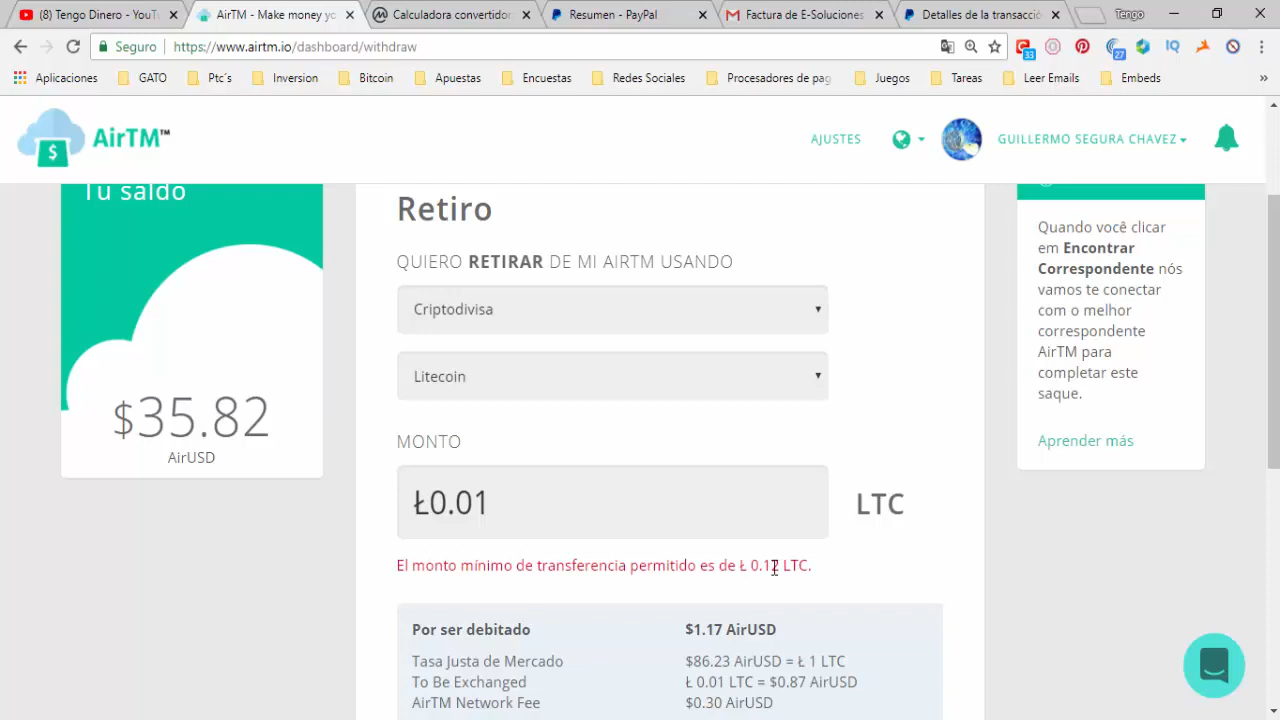 (8) Tengo Dinero - YouT
AirTM - Make money yo
Calculadora convertidor
Resumen - PayPal
Factura de E-Soluciones
Detalles de la transacció
Tengo
Seguro
https://www.airtm.io/dashboard/withdraw
33
27
IQ
Aplicaciones
GATO
Ptc´s
Inversion
Bitcoin
Apuestas
Encuestas
Redes Sociales
Procesadores de pag
Juegos
Tareas
Leer Emails
Embeds
»
AirTM™
AJUSTES
GUILLERMO SEGURA CHAVEZ
Tu saldo
$35.82
AirUSD
Retiro
QUIERO RETIRAR DE MI AIRTM USANDO
Criptodivisa
Litecoin
MONTO
Ł0.01
LTC
El monto mínimo de transferencia permitido es de Ł 0.12 LTC.
Por ser debitado
$1.17 AirUSD
Tasa Justa de Mercado
$86.23 AirUSD = Ł 1 LTC
To Be Exchanged
Ł 0.01 LTC = $0.87 AirUSD
AirTM Network Fee
$0.30 AirUSD
Quando você clicar
em Encontrar
Correspondente nós
vamos te conectar
com o melhor
correspondente
AirTM para
completar este
saque.
Aprender más